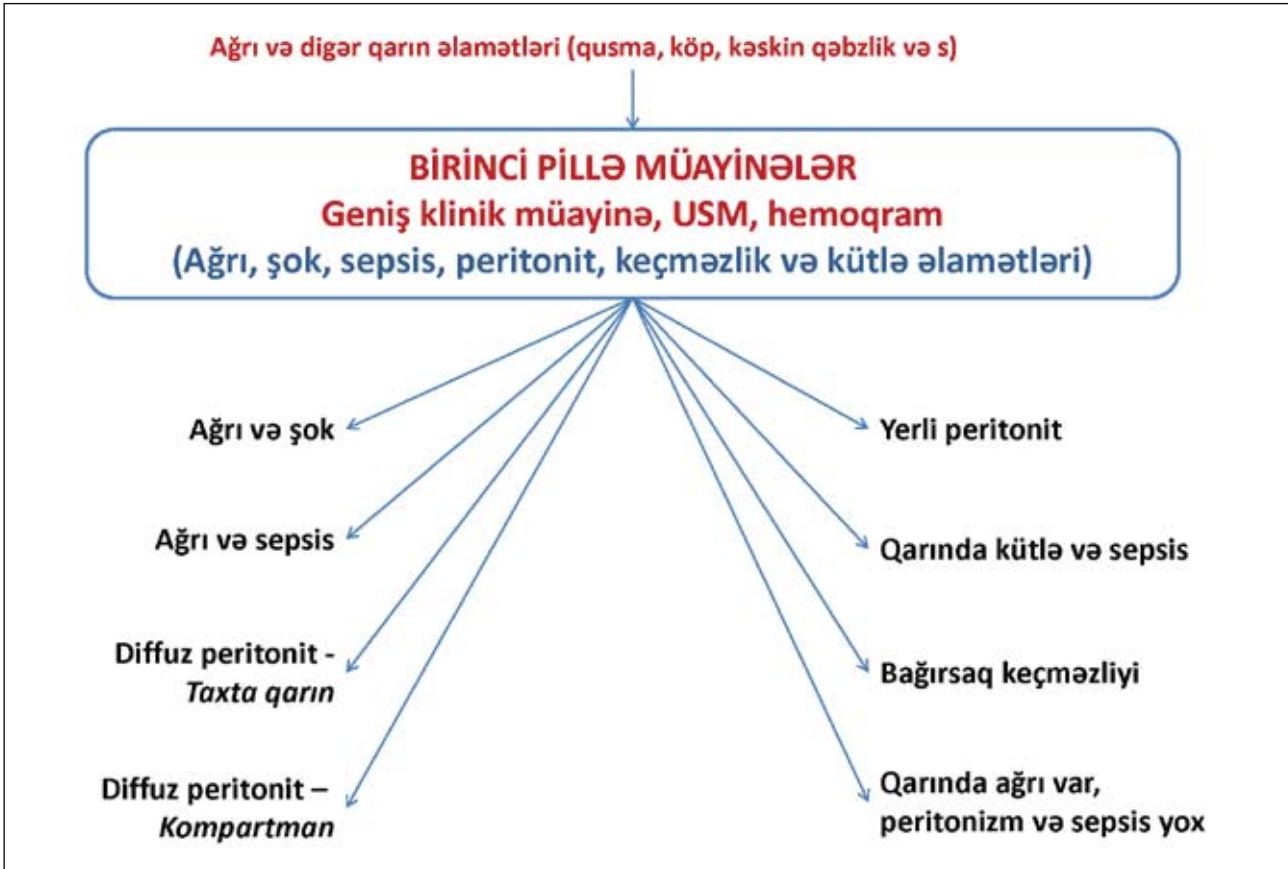 Ağrı və digər qarın əlamətləri (qusma, köp, kəskin qəbzlik və s)
BİRİNCİ PİLLƏ MÜAYİNƏLƏR
Geniş klinik müayinə, USM, hemoqram
(Ağrı, şok, sepsis, peritonit, keçməzlik və kütlə əlamətləri)
Ağrı və şok
Ağrı və sepsis
Diffuz peritonit -
Taxta qarın
Diffuz peritonit –
Kompartman
Yerli peritonit
Qarında kütlə və sepsis
Bağırsaq keçməzliyi
Qarında ağrı var,
peritonizm və sepsis yox